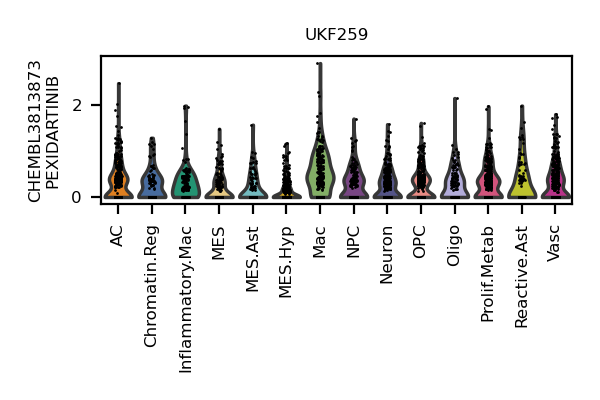 UKF259
CHEMBL3813873
PEXIDARTINIB
2
0
AC
Chromatin.Reg
Inflammatory.Mac
MES
MES.Ast
MES.Hyp
Mac
NPC
Neuron
OPC
Oligo
Prolif.Metab
Reactive.Ast
Vasc